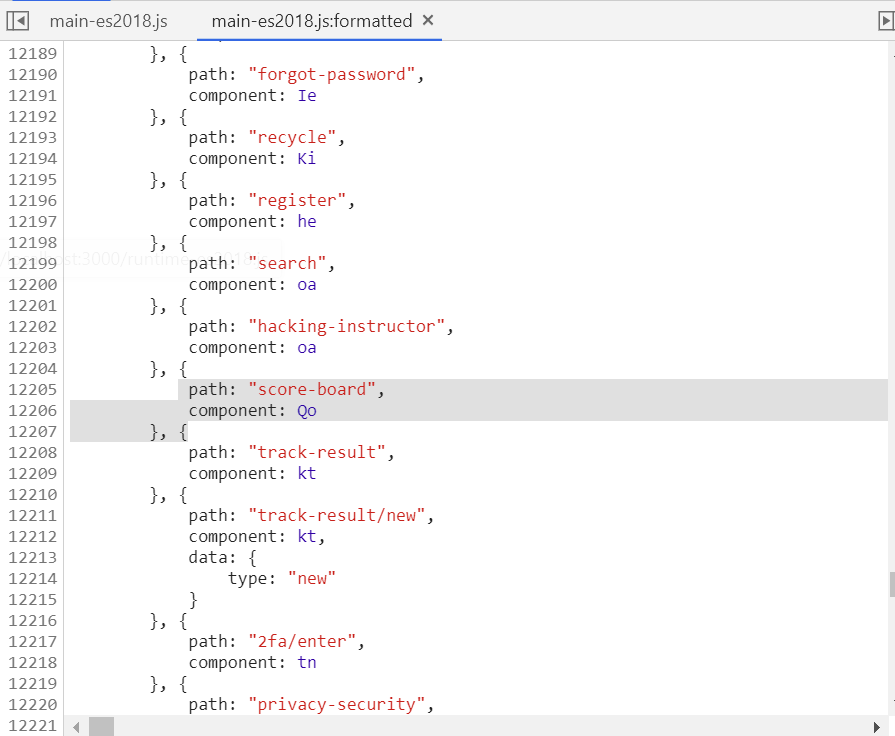 main-es2018.js main-es2018.js:formatted ×
12189 }, {
12190 path: "forgot-password",
12191 component: Ie
12192 }, {
12193 path: "recycle",
12194 component: Ki
12195 }, {
12196 path: "register",
12197 component: he
12198 }, {
12199 path: "search",
12200 component: oa
12201 }, {
12202 path: "hacking-instructor",
12203 component: oa
12204 }, {
12205 path: "score-board",
12206 component: Qo
12207 }, {
12208 path: "track-result",
12209 component: kt
12210 }, {
12211 path: "track-result/new",
12212 component: kt,
12213 data: {
12214 type: "new"
12215 }
12216 }, {
12217 path: "2fa/enter",
12218 component: tn
12219 }, {
12220 path: "privacy-security",
12221